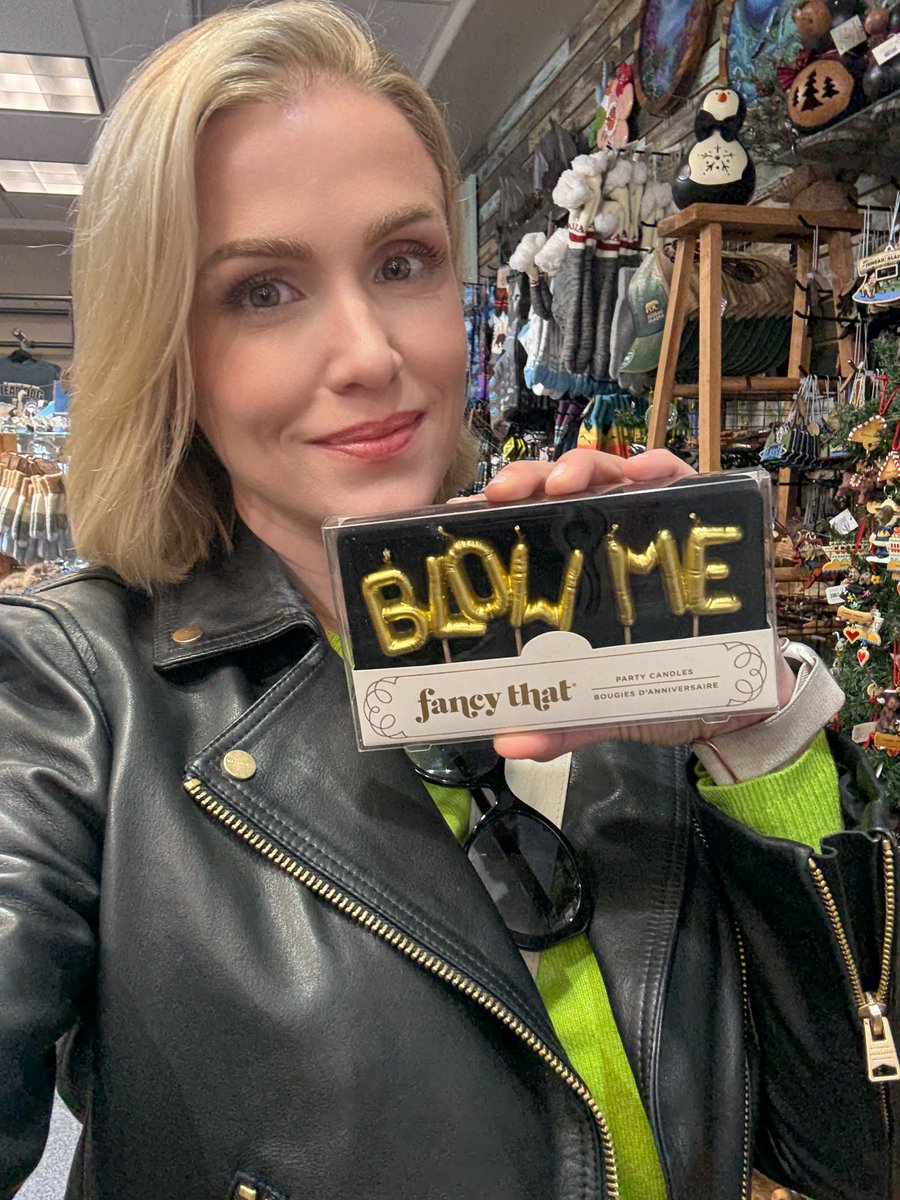 BLOW ME
fancy that®
PARTY CANDLES
BOUGIES D'ANNIVERSAIRE